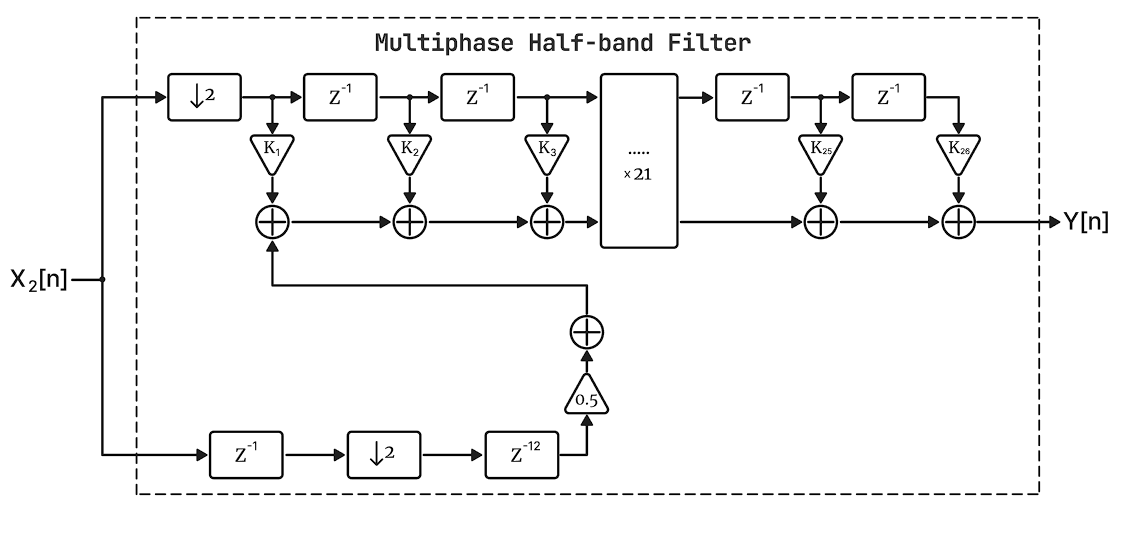 Multiphase Half-band Filter
↓2
Z⁻¹
Z⁻¹
Z⁻¹
Z⁻¹
K₁
K₂
K₃
.....
x 21
K₂₅
K₂₆
Y[n]
X₂[n]
0.5
Z⁻¹
↓2
Z⁻¹²